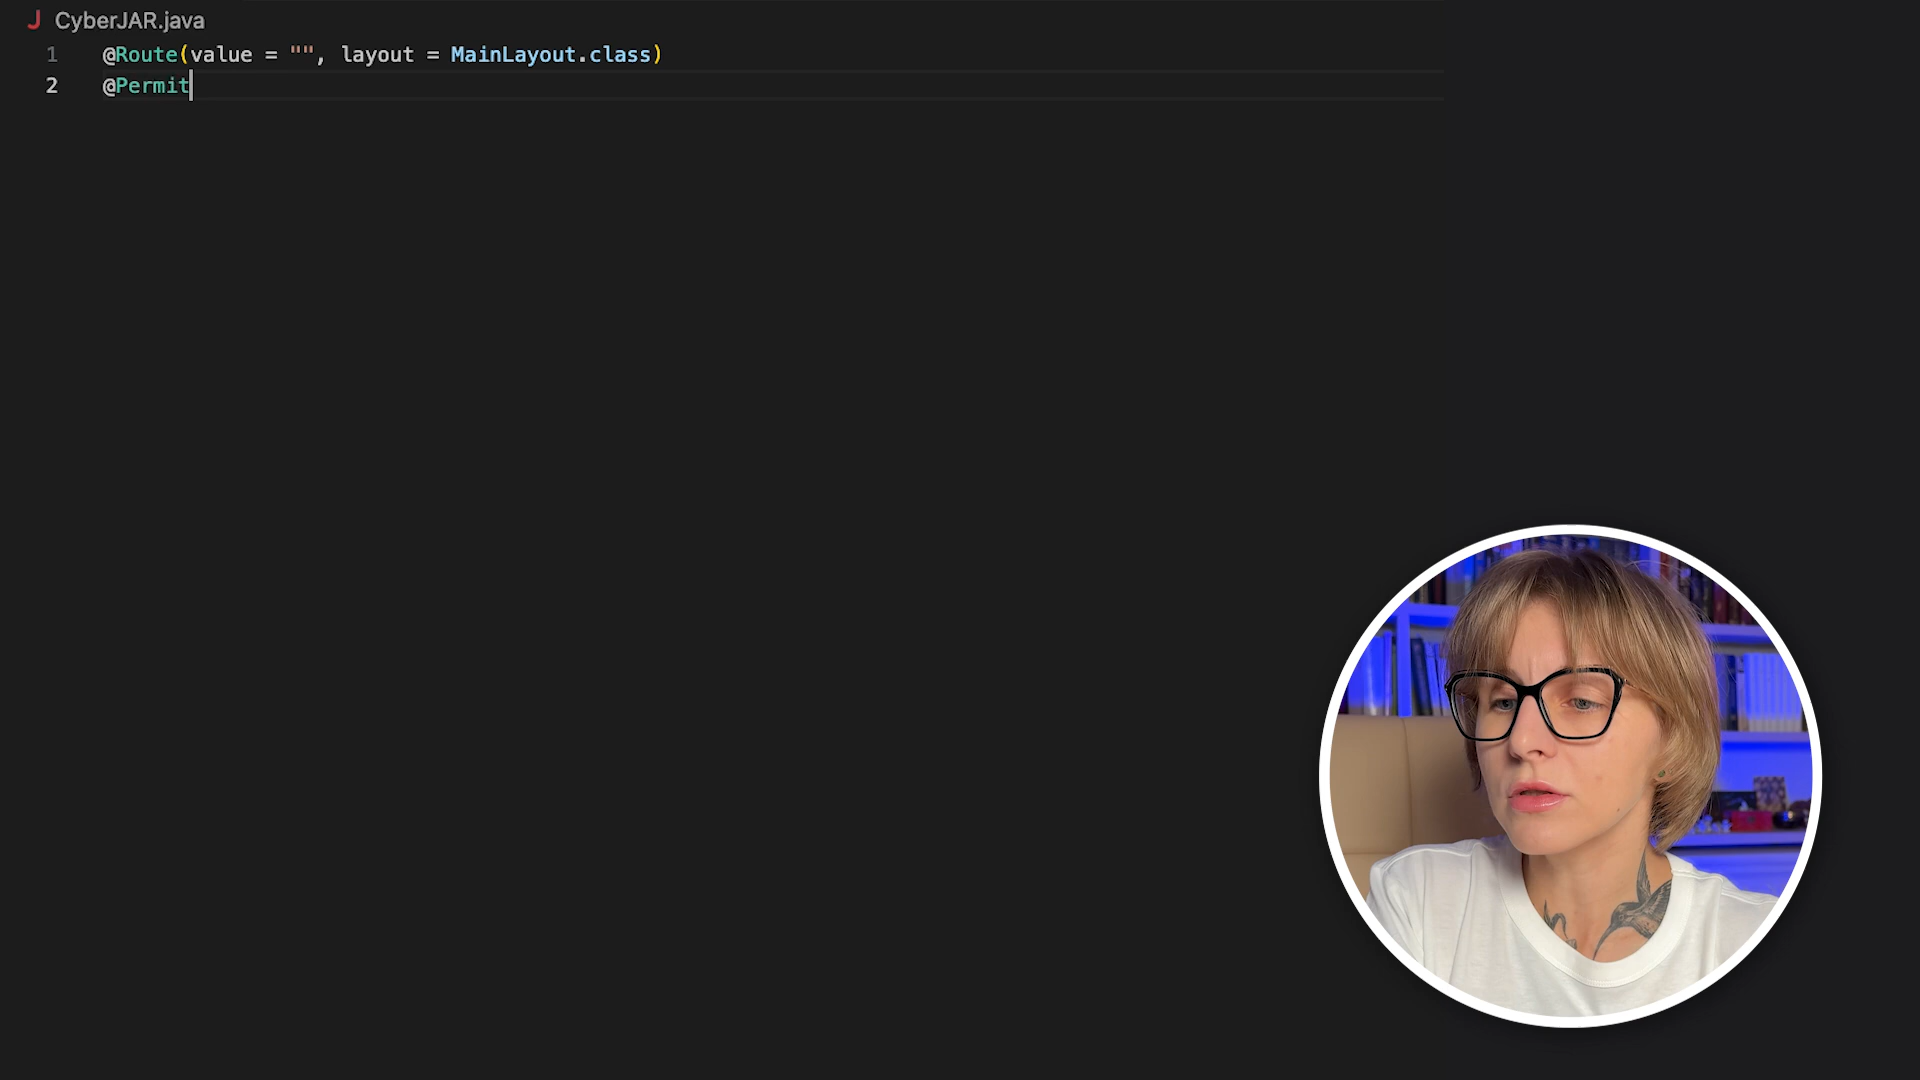 CyberJAR.java
1 @Route(value = "", layout = MainLayout.class)
2 @Permit